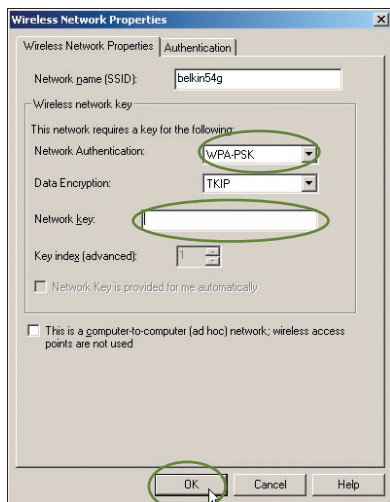 Wireless Network Properties
Wireless Network Properties
Authentication
Network name (SSID):
belkin54g
Wireless network key
This network requires a key for the following:
Network Authentication:
WPA-PSK
Data Encryption:
TKIP
Network key:
Key index (advanced):
1
Network Key is provided for me automatically
This is a computer-to-computer (ad hoc) network; wireless access
points are not used
OK
Cancel
Help